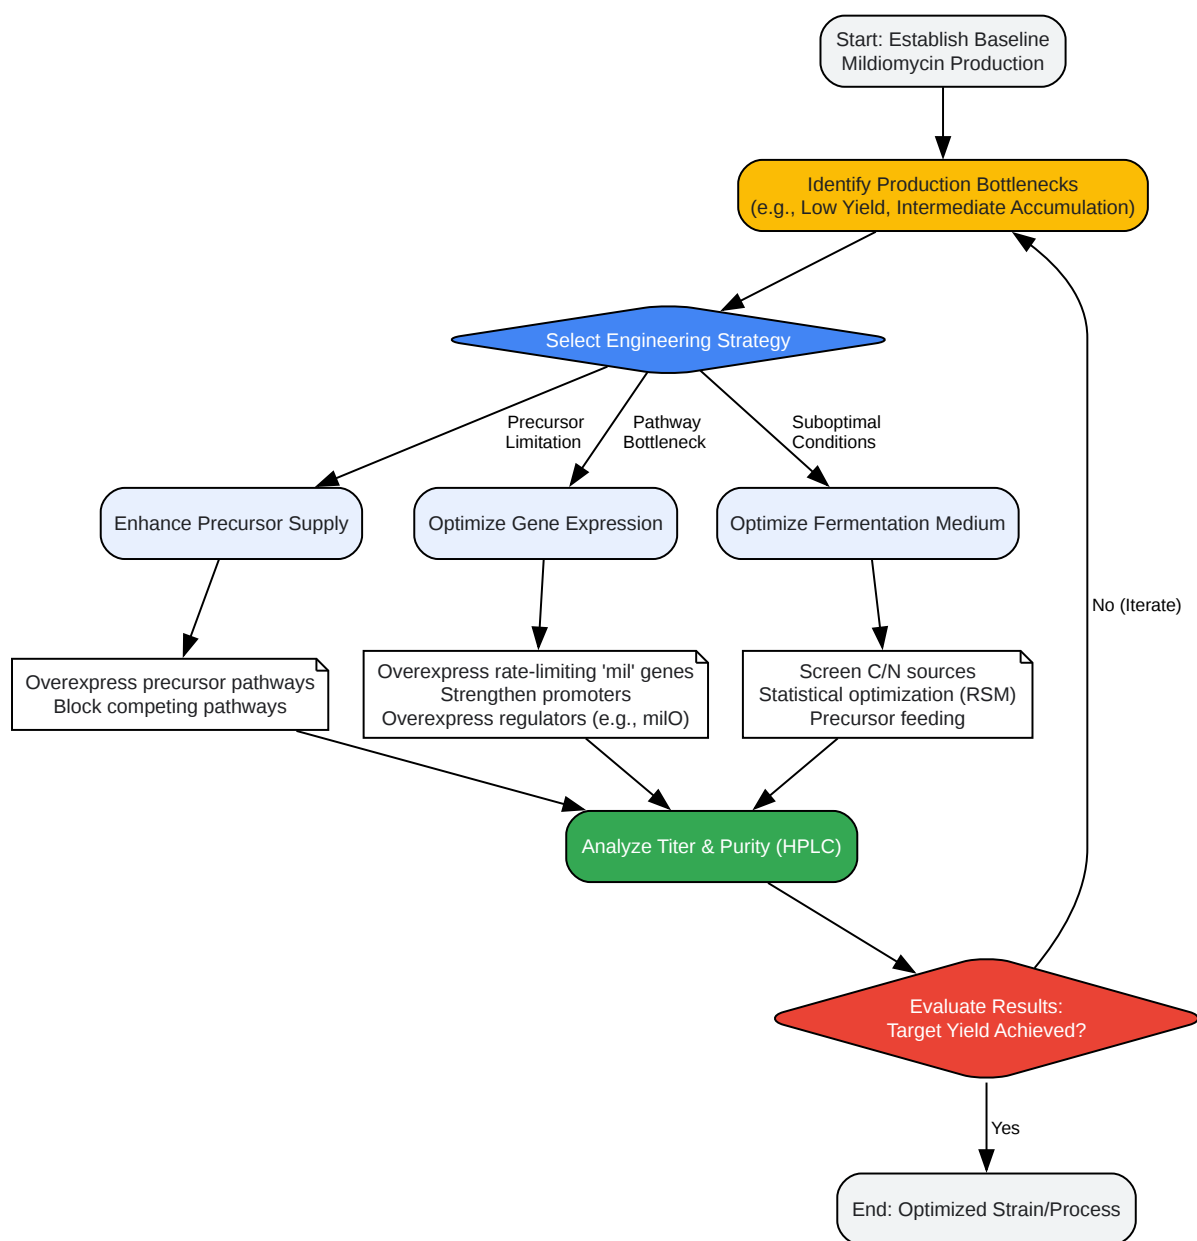 Start: Establish Baseline
Mildiomycin Production
Identify Production Bottlenecks
(e.g., Low Yield, Intermediate Accumulation)
Select Engineering Strategy
Precursor
Limitation
Pathway
Bottleneck
Suboptimal
Conditions
Enhance Precursor Supply
Optimize Gene Expression
Optimize Fermentation Medium
No (Iterate)
Overexpress precursor pathways
Block competing pathways
Overexpress rate-limiting 'mil' genes
Strengthen promoters
Overexpress regulators (e.g., milO)
Screen C/N sources
Statistical optimization (RSM)
Precursor feeding
Analyze Titer & Purity (HPLC)
Evaluate Results:
Target Yield Achieved?
Yes
End: Optimized Strain/Process